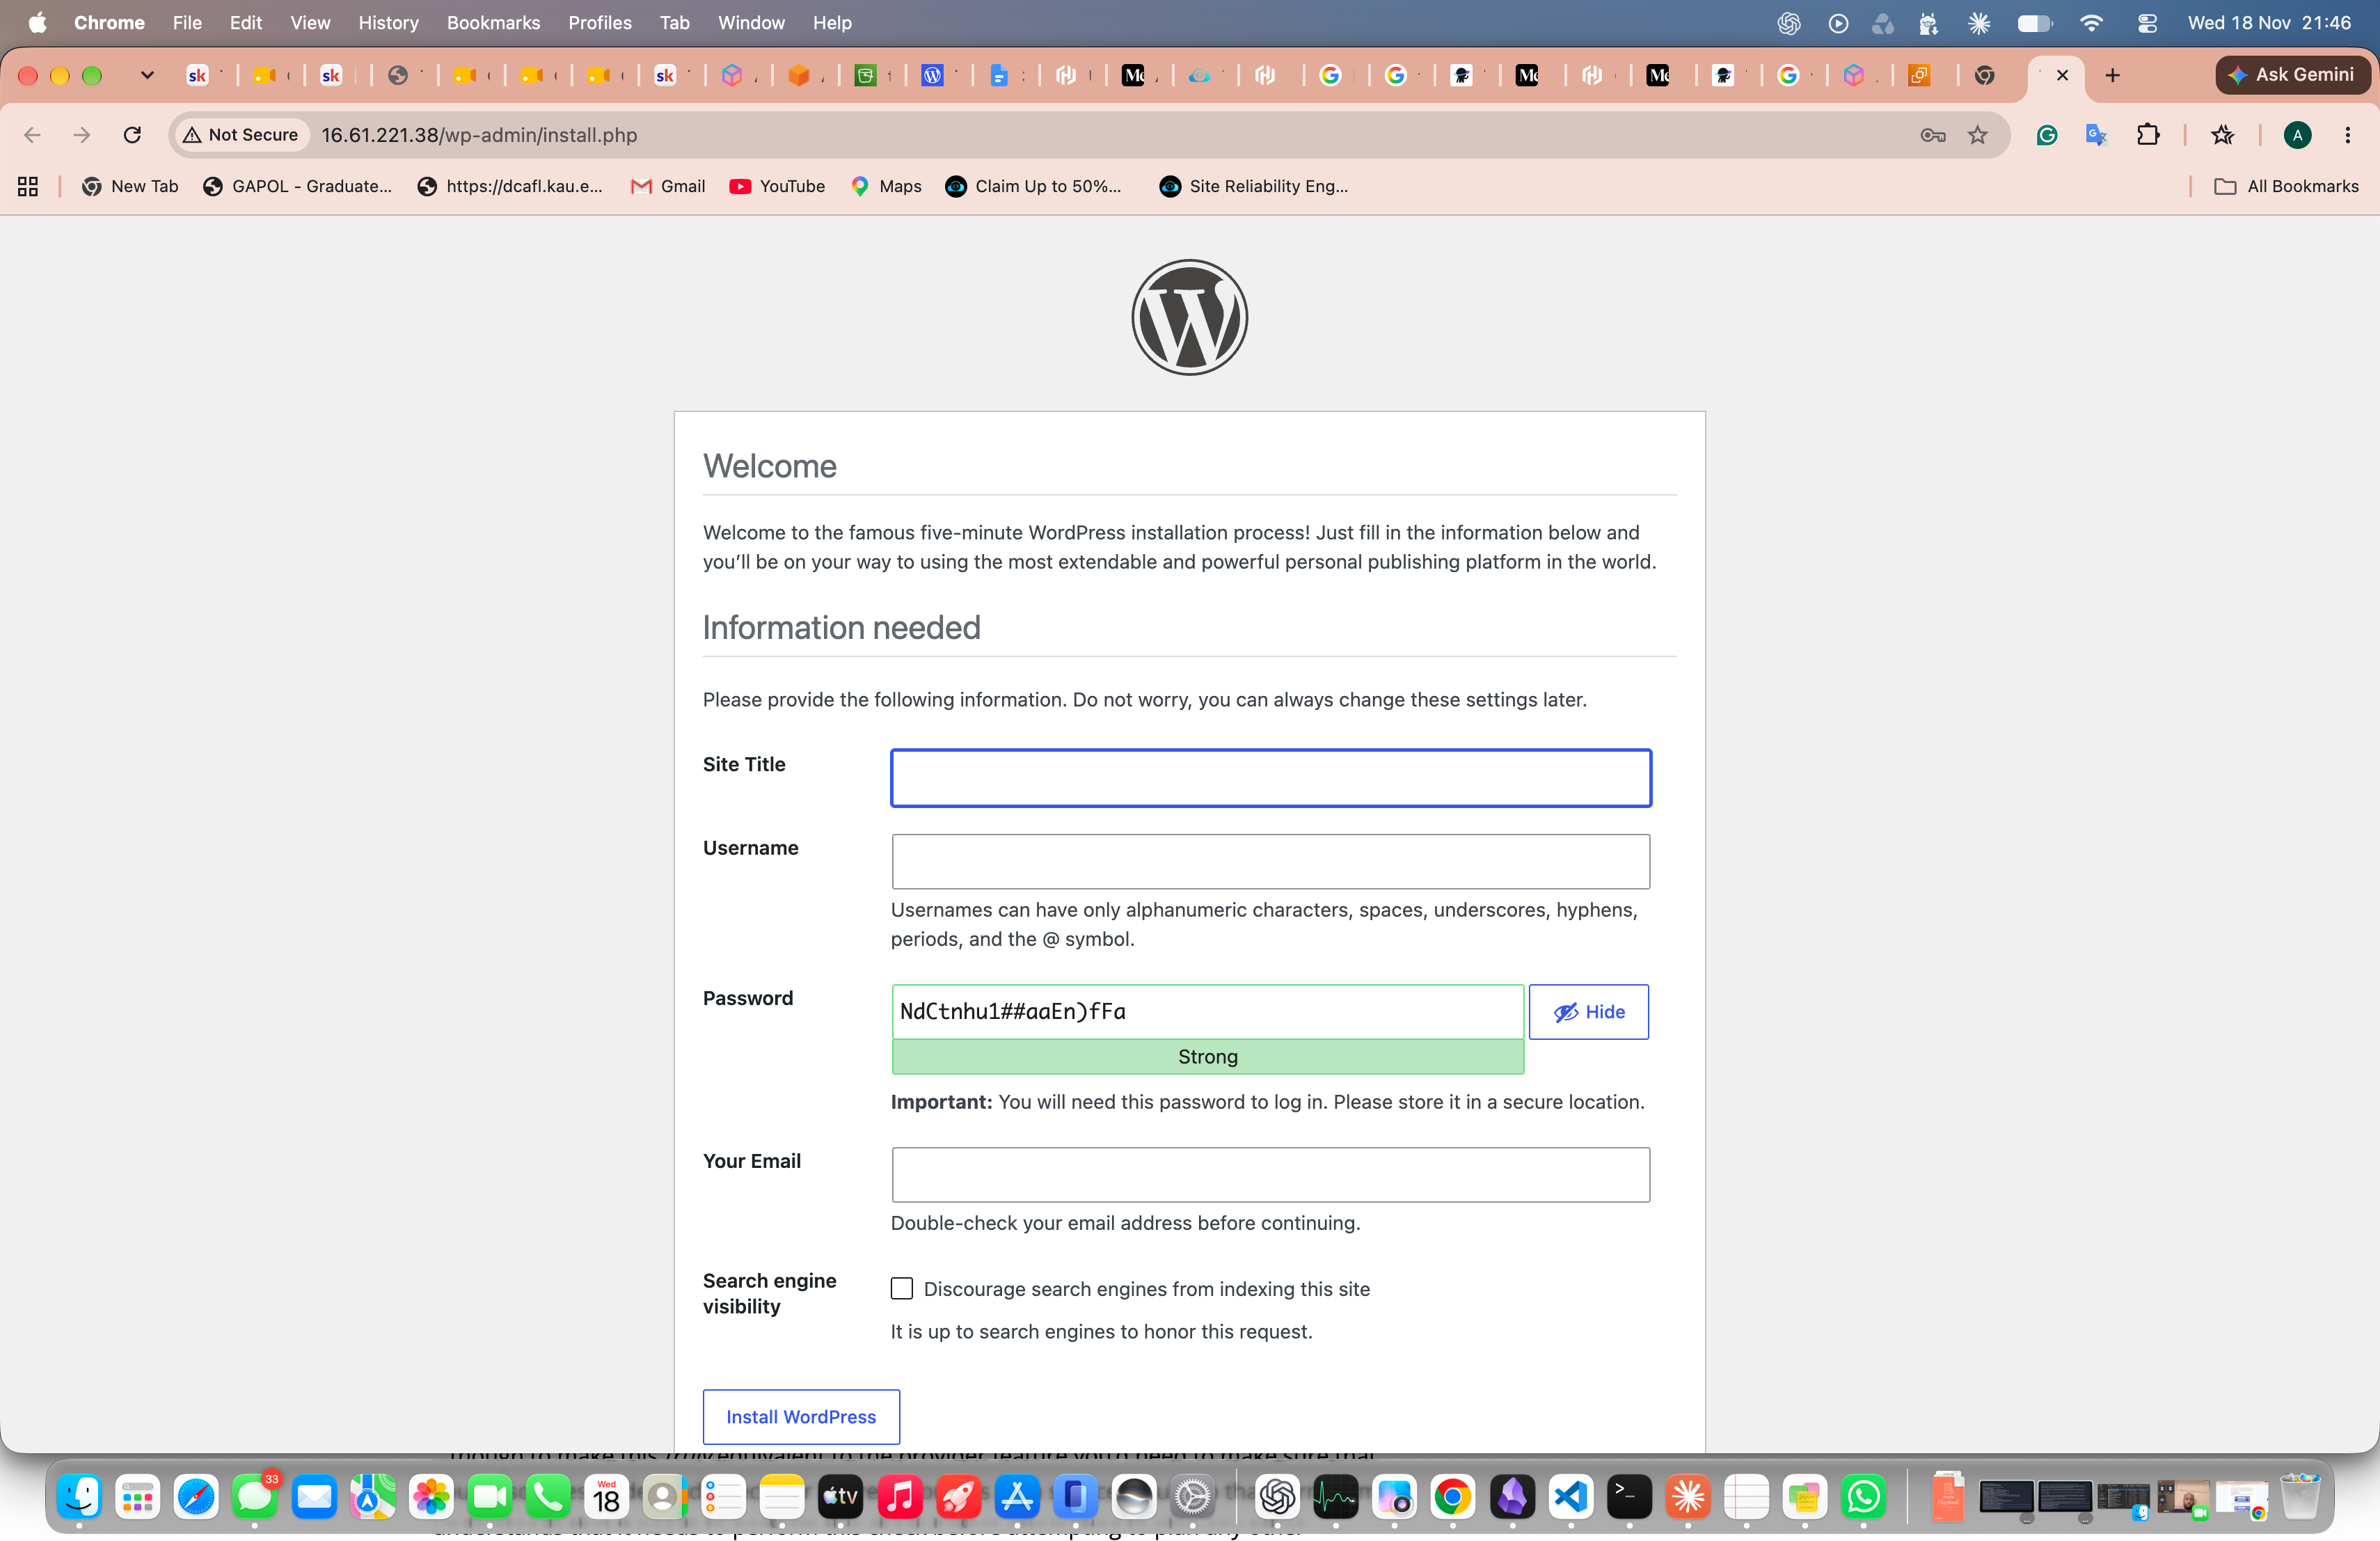 Chrome File Edit View History Bookmarks Profiles Tab Window Help Wed 18 Nov 21:46
sk sk sk Ask Gemini
Not Secure 16.61.221.38/wp-admin/install.php A
New Tab GAPOL - Graduate... https://dcafl.kau.e... Gmail YouTube Maps Claim Up to 50%... Site Reliability Eng... All Bookmarks
Welcome
Welcome to the famous five-minute WordPress installation process! Just fill in the information below and
you’ll be on your way to using the most extendable and powerful personal publishing platform in the world.
Information needed
Please provide the following information. Do not worry, you can always change these settings later.
Site Title
Username
Usernames can have only alphanumeric characters, spaces, underscores, hyphens,
periods, and the @ symbol.
Password
NdCtnhu1##aaEn)fFa
Hide
Strong
Important: You will need this password to log in. Please store it in a secure location.
Your Email
Double-check your email address before continuing.
Search engine
visibility
Discourage search engines from indexing this site
It is up to search engines to honor this request.
Install WordPress
33
Wed
18
tv